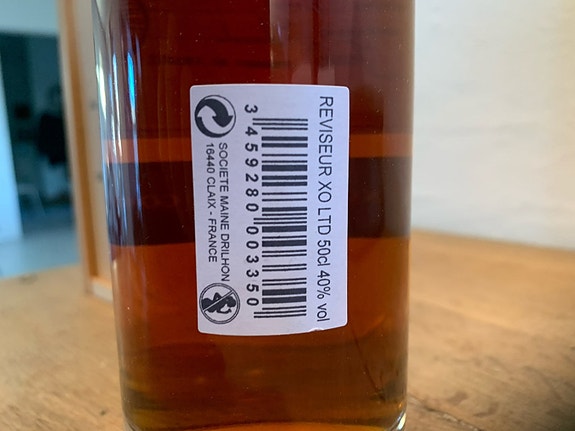 REVISEUR XO LTD 50cl 40% vol
3 459280 003350
SOCIETE MAINE DRILHON
16440 CLAIX - FRANCE